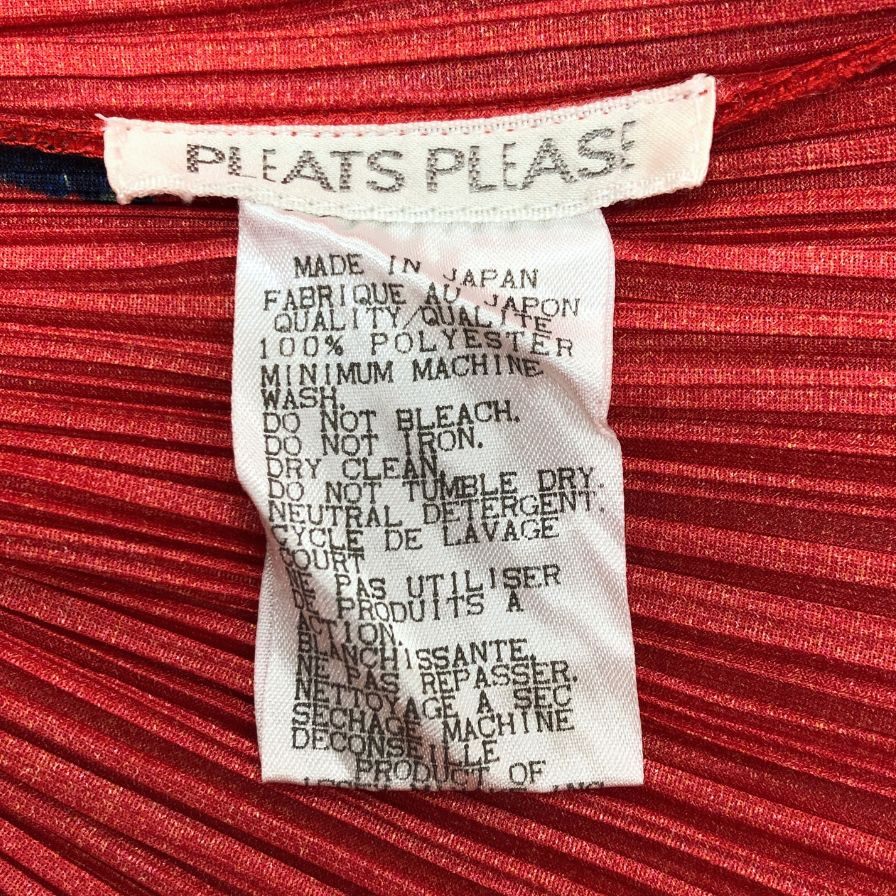 PLEATS PLEASE
MADE IN JAPAN
FABRIQUE AU JAPON
QUALITY/QUALITE
100% POLYESTER
MINIMUM MACHINE
WASH.
DO NOT BLEACH.
DO NOT IRON.
DRY CLEAN.
DO NOT TUMBLE DRY.
NEUTRAL DETERGENT.
CYCLE DE LAVAGE
COURT
NE PAS UTILISER
DE PRODUITS A
ACTION.
BLANCHISSANTE.
NE PAS REPASSER.
NETTOYAGE A SEC
SECHAGE MACHINE
DECONSEILLE
PRODUCT OF